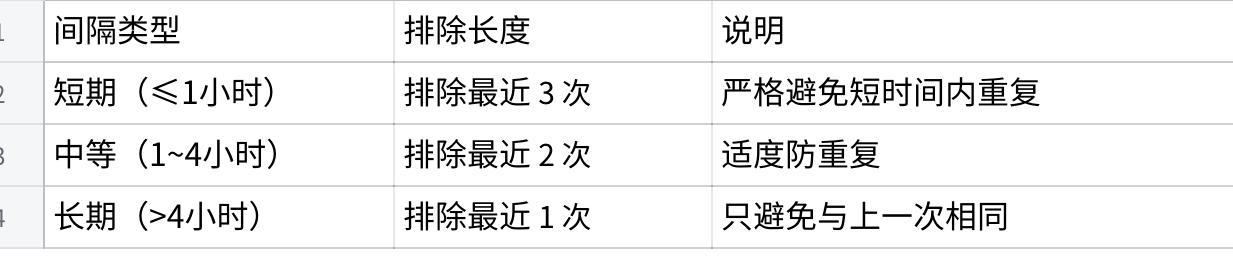 1 间隔类型 排除长度 说明
2 短期（≤1小时） 排除最近 3 次 严格避免短时间内重复
3 中等（1~4小时） 排除最近 2 次 适度防重复
4 长期（>4小时） 排除最近 1 次 只避免与上一次相同